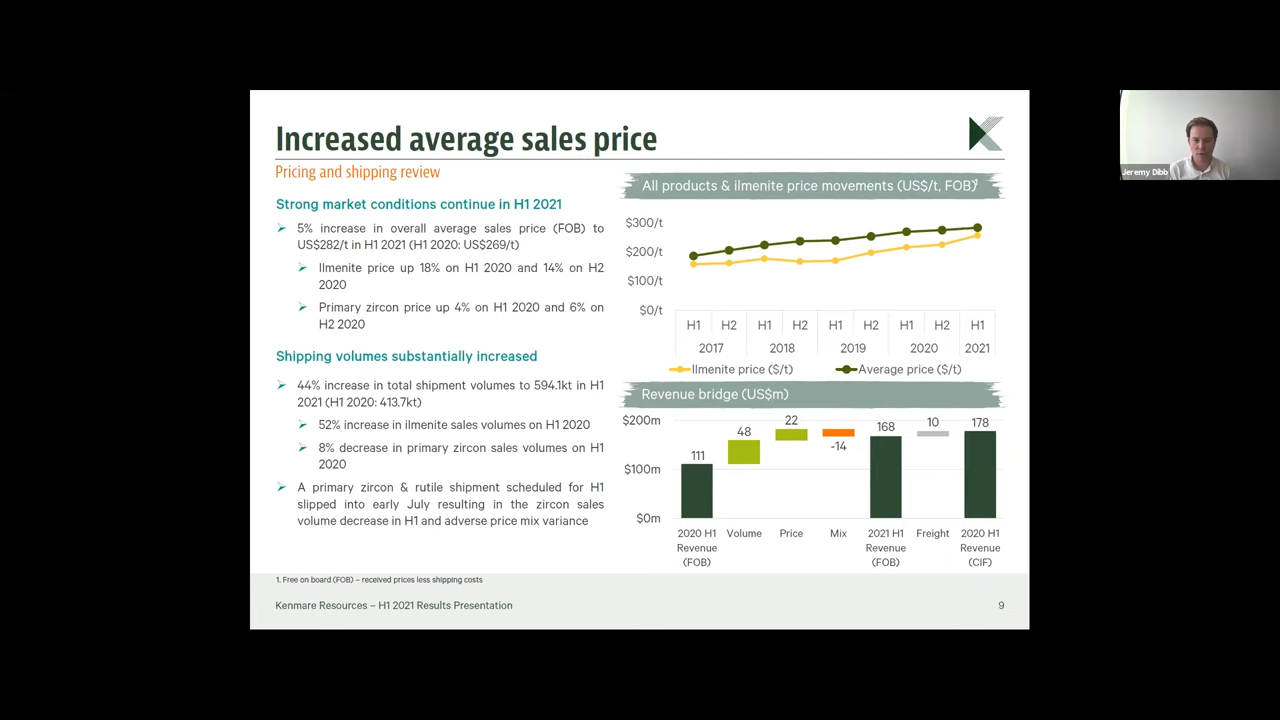 Increased average sales price
Pricing and shipping review
Strong market conditions continue in H1 2021
5% increase in overall average sales price (FOB) to
US$282/t in H1 2021 (H1 2020: US$269/t)
Ilmenite price up 18% on H1 2020 and 14% on H2
2020
Primary zircon price up 4% on H1 2020 and 6% on
H2 2020
Shipping volumes substantially increased
44% increase in total shipment volumes to 594.1kt in H1
2021 (H1 2020: 413.7kt)
52% increase in ilmenite sales volumes on H1 2020
8% decrease in primary zircon sales volumes on H1
2020
A primary zircon & rutile shipment scheduled for H1
slipped into early July resulting in the zircon sales
volume decrease in H1 and adverse price mix variance
All products & ilmenite price movements (US$/t, FOB)¹
$300/t
$200/t
$100/t
$0/t
H1 H2 H1 H2 H1 H2 H1 H2 H1
2017 2018 2019 2020 2021
Ilmenite price ($/t) Average price ($/t)
Revenue bridge (US$m)
$200m
$100m
$0m
111 48 22 -14 168 10 178
2020 H1 Volume Price Mix 2021 H1 Freight 2020 H1
Revenue Revenue Revenue
(FOB) (FOB) (CIF)
1. Free on board (FOB) – received prices less shipping costs
Kenmare Resources – H1 2021 Results Presentation
9
Jeremy Dibb